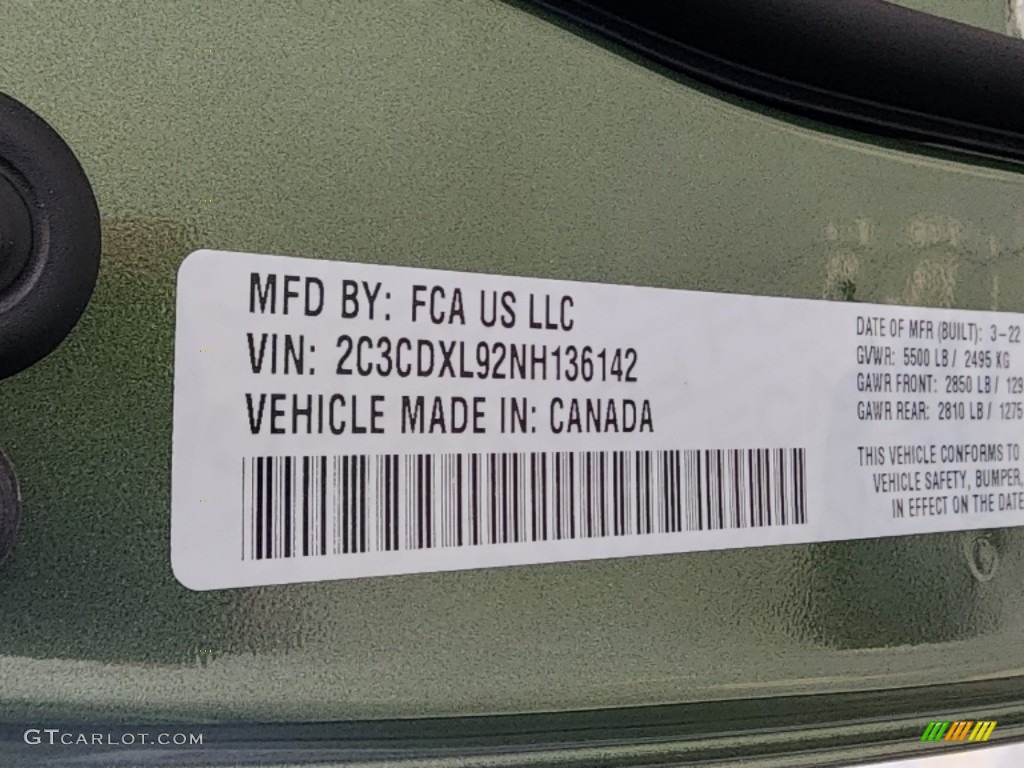 MFD BY: FCA US LLC
VIN: 2C3CDXL92NH136142
VEHICLE MADE IN: CANADA
DATE OF MFR (BUILT): 3-22
GVWR: 5500 LB / 2495 KG
GAWR FRONT: 2850 LB / 129
GAWR REAR: 2810 LB / 1275
THIS VEHICLE CONFORMS TO
VEHICLE SAFETY, BUMPER,
IN EFFECT ON THE DATE
GTCARLOT.COM